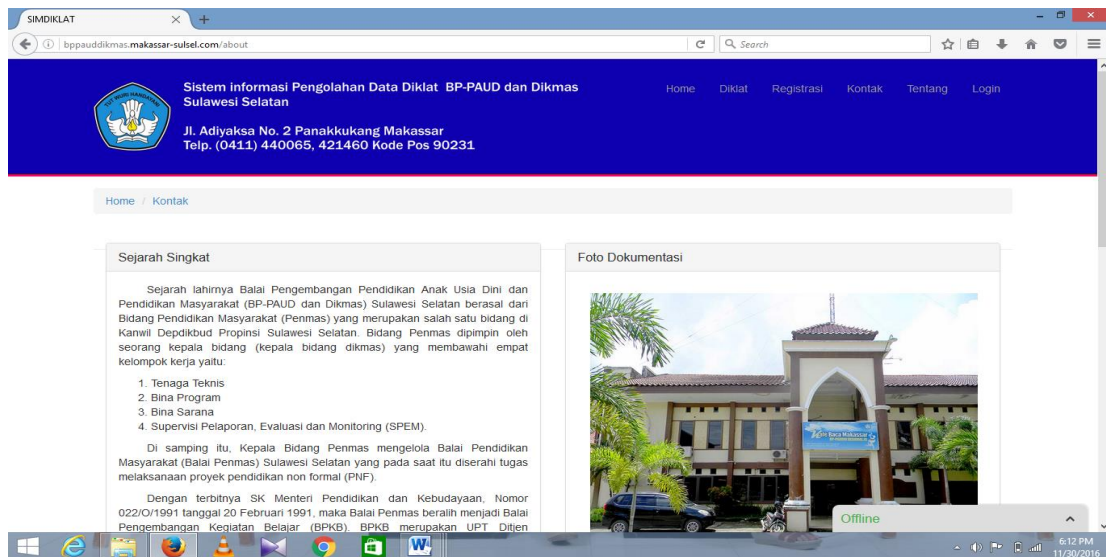 SIMDIKLAT
bppauddikmas.makassar-sulsel.com/about
Search
TUT WURI HANDAYANI
Sistem informasi Pengolahan Data Diklat BP-PAUD dan Dikmas
Sulawesi Selatan
Jl. Adiyaksa No. 2 Panakkukang Makassar
Telp. (0411) 440065, 421460 Kode Pos 90231
Home Diklat Registrasi Kontak Tentang Login
Home / Kontak
Sejarah Singkat
Sejarah lahirnya Balai Pengembangan Pendidikan Anak Usia Dini dan
Pendidikan Masyarakat (BP-PAUD dan Dikmas) Sulawesi Selatan berasal dari
Bidang Pendidikan Masyarakat (Penmas) yang merupakan salah satu bidang di
Kanwil Depdikbud Propinsi Sulawesi Selatan. Bidang Penmas dipimpin oleh
seorang kepala bidang (kepala bidang dikmas) yang membawahi empat
kelompok kerja yaitu:
1. Tenaga Teknis
2. Bina Program
3. Bina Sarana
4. Supervisi Pelaporan, Evaluasi dan Monitoring (SPEM).
Di samping itu, Kepala Bidang Penmas mengelola Balai Pendidikan
Masyarakat (Balai Penmas) Sulawesi Selatan yang pada saat itu diserahi tugas
melaksanaan proyek pendidikan non formal (PNF).
Dengan terbitnya SK Menteri Pendidikan dan Kebudayaan, Nomor
022/O/1991 tanggal 20 Februari 1991, maka Balai Penmas beralih menjadi Balai
Pengembangan Kegiatan Belajar (BPKB). BPKB merupakan UPT Ditjen
Foto Dokumentasi
Baca Makassar
Offline
6:12 PM
11/30/2016